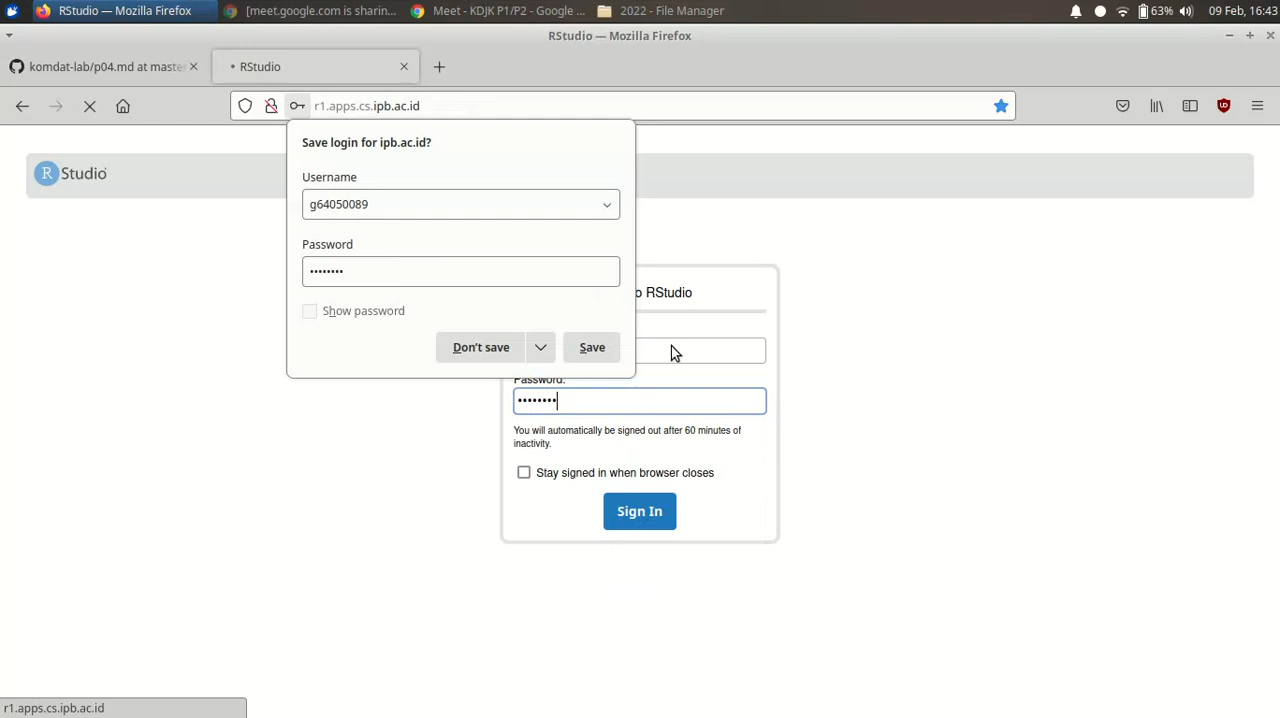 RStudio — Mozilla Firefox
[meet.google.com is sharin...
Meet - KDJK P1/P2 - Google ...
2022 - File Manager
63%
09 Feb, 16:43
RStudio — Mozilla Firefox
komdat-lab/p04.md at maste
RStudio
r1.apps.cs.ipb.ac.id
Save login for ipb.ac.id?
R Studio
Username
g64050089
Password
••••••••
o RStudio
Show password
Don't save
Save
Password:
••••••••
You will automatically be signed out after 60 minutes of
inactivity.
Stay signed in when browser closes
Sign In
r1.apps.cs.ipb.ac.id